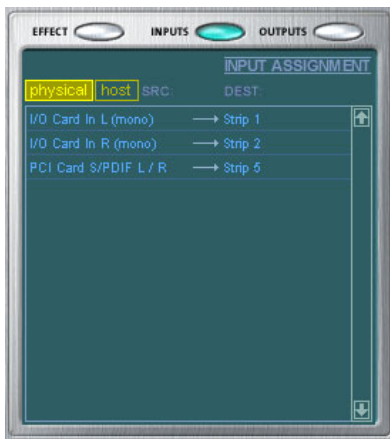 EFFECT INPUTS OUTPUTS
INPUT ASSIGNMENT
physical host SRC: DEST:
I/O Card In L (mono) → Strip 1
I/O Card In R (mono) → Strip 2
PCI Card S/PDIF L / R → Strip 5